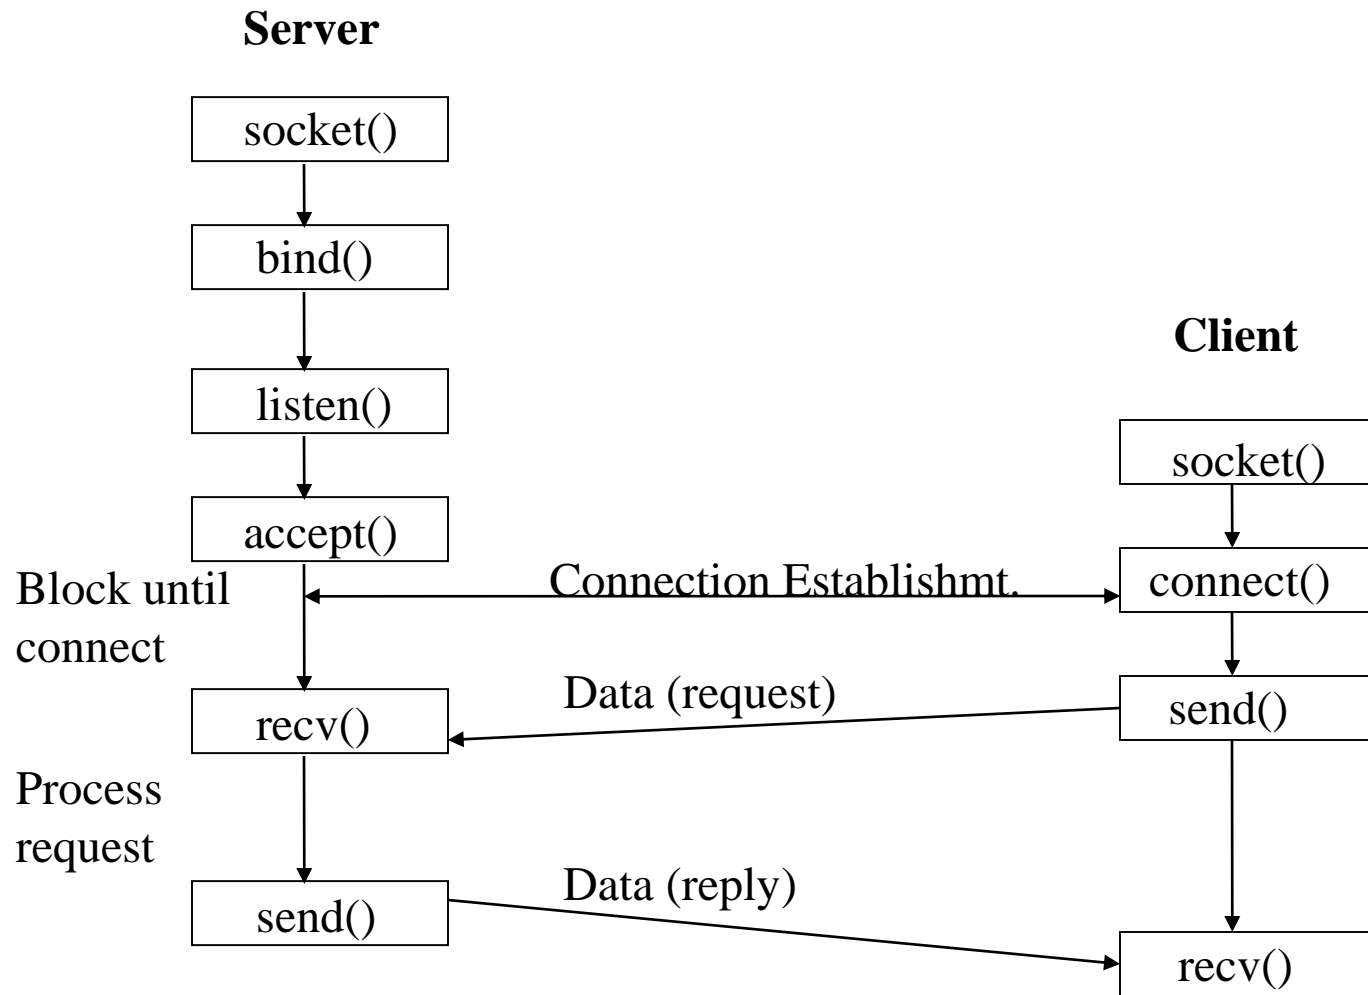 Server
socket()
bind()
listen()
accept()
Block until
connect
recv()
Process
request
send()
Connection Establishmt.
Data (request)
Data (reply)
Client
socket()
connect()
send()
recv()